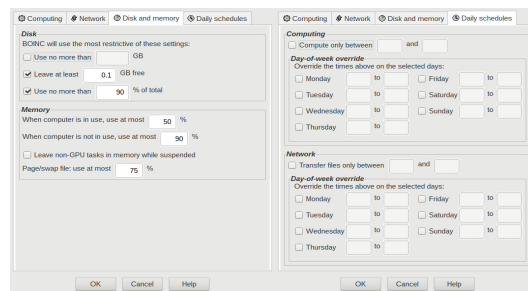 Computing Network Disk and memory Daily schedules
Disk
BOINC will use the most restrictive of these settings:
Use no more than GB
Leave at least 0.1 GB free
Use no more than 90 % of total
Memory
When computer is in use, use at most 50 %
When computer is not in use, use at most 90 %
Leave non-GPU tasks in memory while suspended
Page/swap file: use at most 75 %
OK Cancel Help
Computing Network Disk and memory Daily schedules
Computing
Compute only between and
Day-of-week override
Override the times above on the selected days:
Monday to Friday to
Tuesday to Saturday to
Wednesday to Sunday to
Thursday to
Network
Transfer files only between and
Day-of-week override
Override the times above on the selected days:
Monday to Friday to
Tuesday to Saturday to
Wednesday to Sunday to
Thursday to
OK Cancel Help